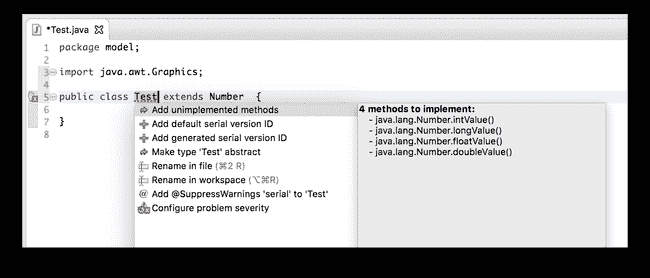 *Test.java
1 package model;
2
3 import java.awt.Graphics;
4
5 public class Test extends Number {
6
7 }
8
Add unimplemented methods
Add default serial version ID
Add generated serial version ID
Make type 'Test' abstract
Rename in file (⌘2 R)
Rename in workspace (⌥⌘R)
@ Add @SuppressWarnings 'serial' to 'Test'
Configure problem severity
4 methods to implement:
- java.lang.Number.intValue()
- java.lang.Number.longValue()
- java.lang.Number.floatValue()
- java.lang.Number.doubleValue()